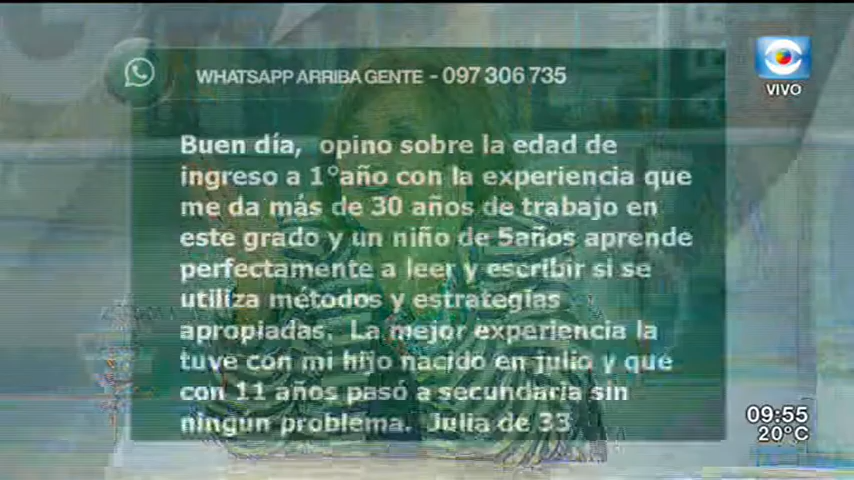 WHATSAPP ARRIBA GENTE - 097 306 735
VIVO
Buen día, opino sobre la edad de
ingreso a 1°año con la experiencia que
me da más de 30 años de trabajo en
este grado y un niño de 5años aprende
perfectamente a leer y escribir si se
utiliza métodos y estrategias
apropiadas. La mejor experiencia la
tuve con mi hijo nacido en julio y que
con 11 años pasó a secundaria sin
ningún problema. Julia de 33
09:55
20°C